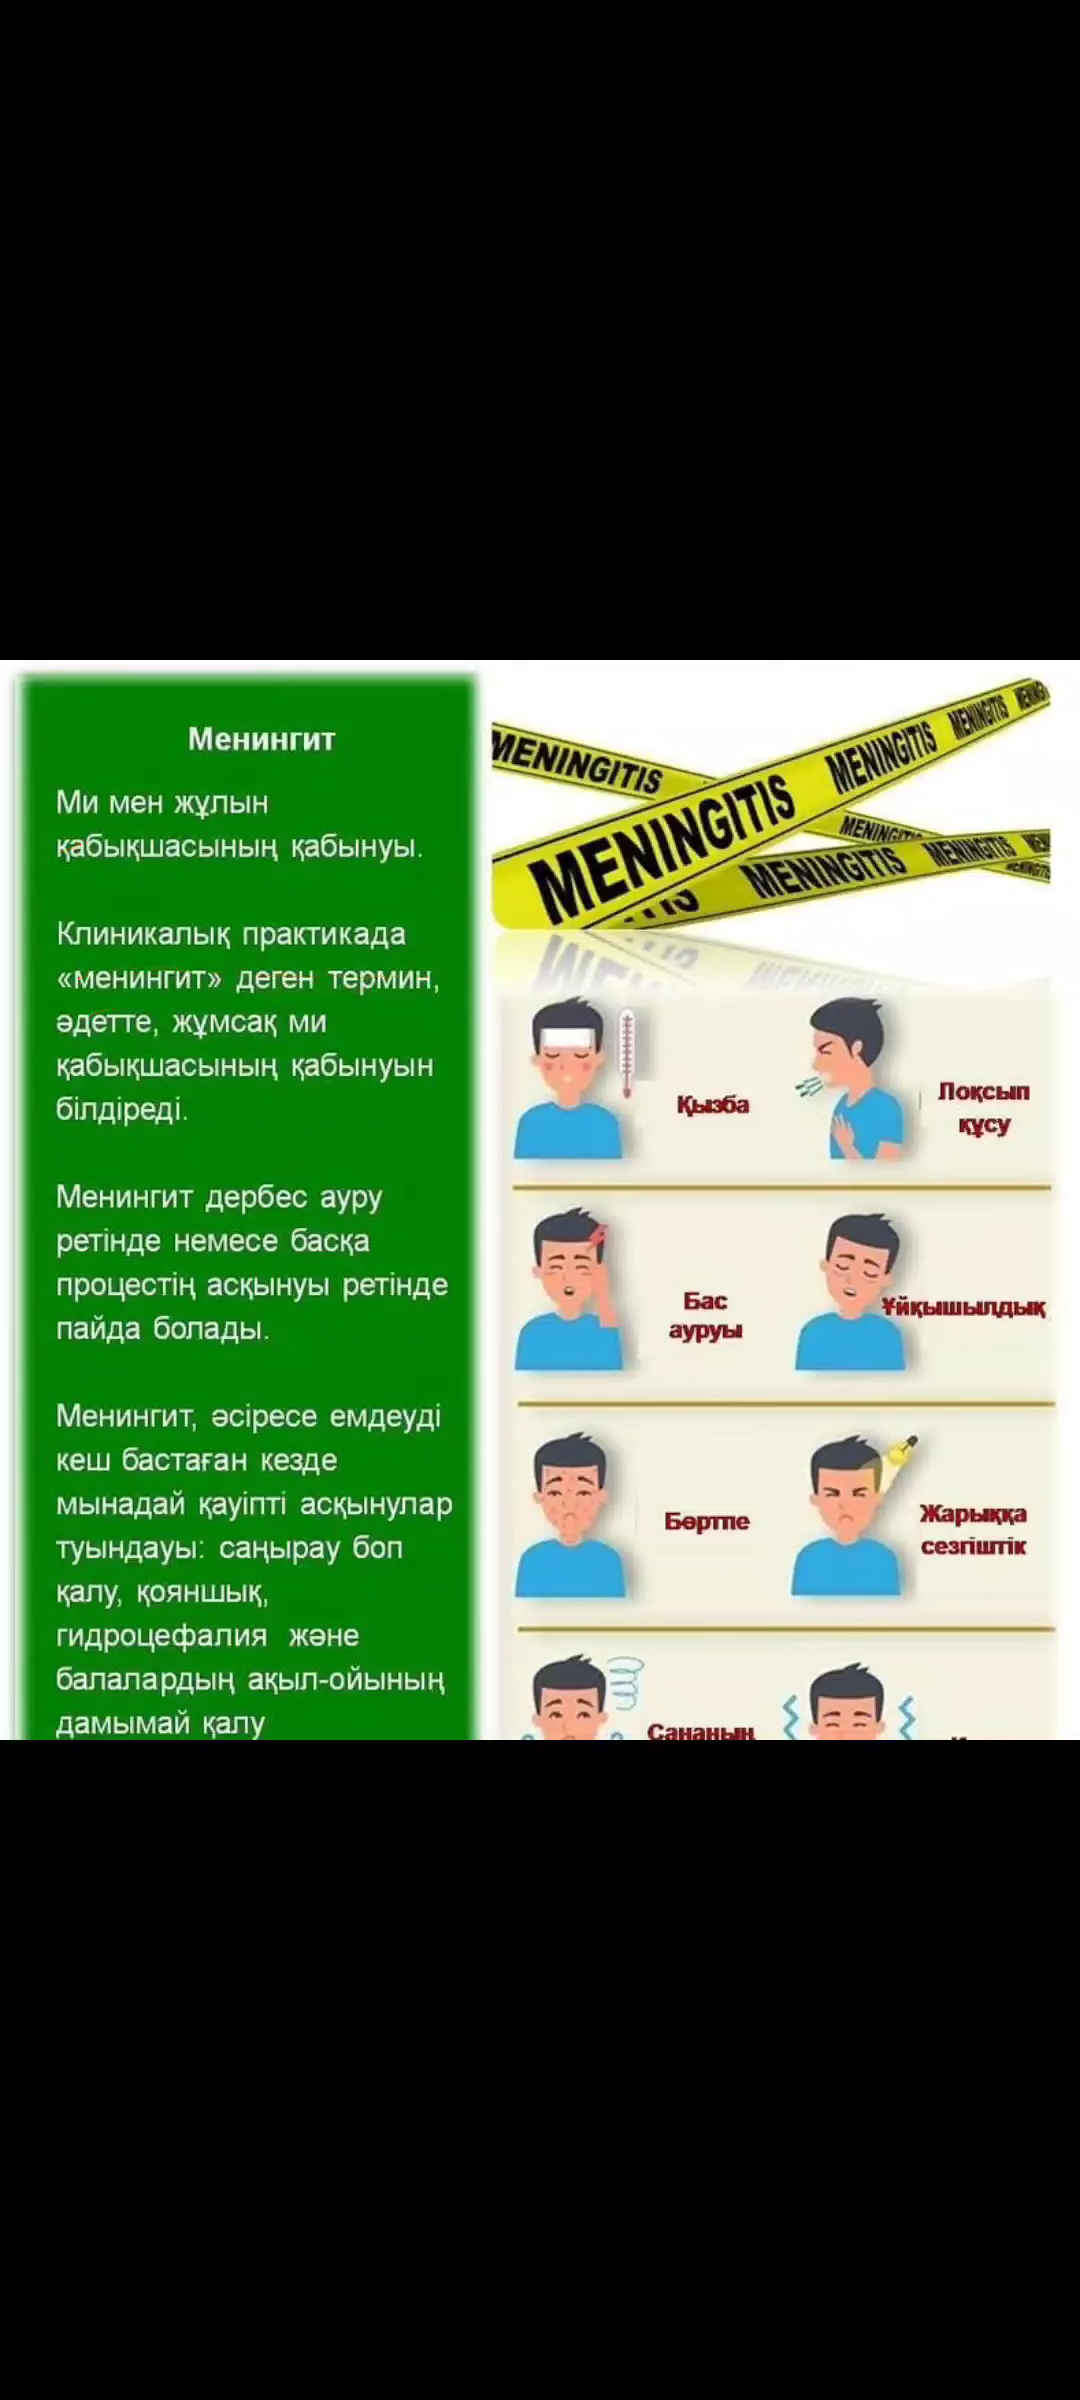 Менингит
Ми мен жұлын
қабықшасының қабынуы.
Клиникалық практикада
«менингит» деген термин,
әдетте, жұмсақ ми
қабықшасының қабынуын
білдіреді.
Менингит дербес ауру
ретінде немесе басқа
процестің асқынуы ретінде
пайда болады.
Менингит, әсіресе емдеуді
кеш бастаған кезде
мынадай қауіпті асқынулар
туындауы: саңырау боп
қалу, қояншық,
гидроцефалия және
балалардың ақыл-ойының
дамымай қалу
MENINGITIS
MENINGITIS MENINGITIS MENINGITIS
MENINGITIS
MENINGITIS MENINGITIS
Қызба
Лоқсып
құсу
Бас
ауруы
Ұйқышылдық
Бөртпе
Жарыққа
сезгіштік
Сананың